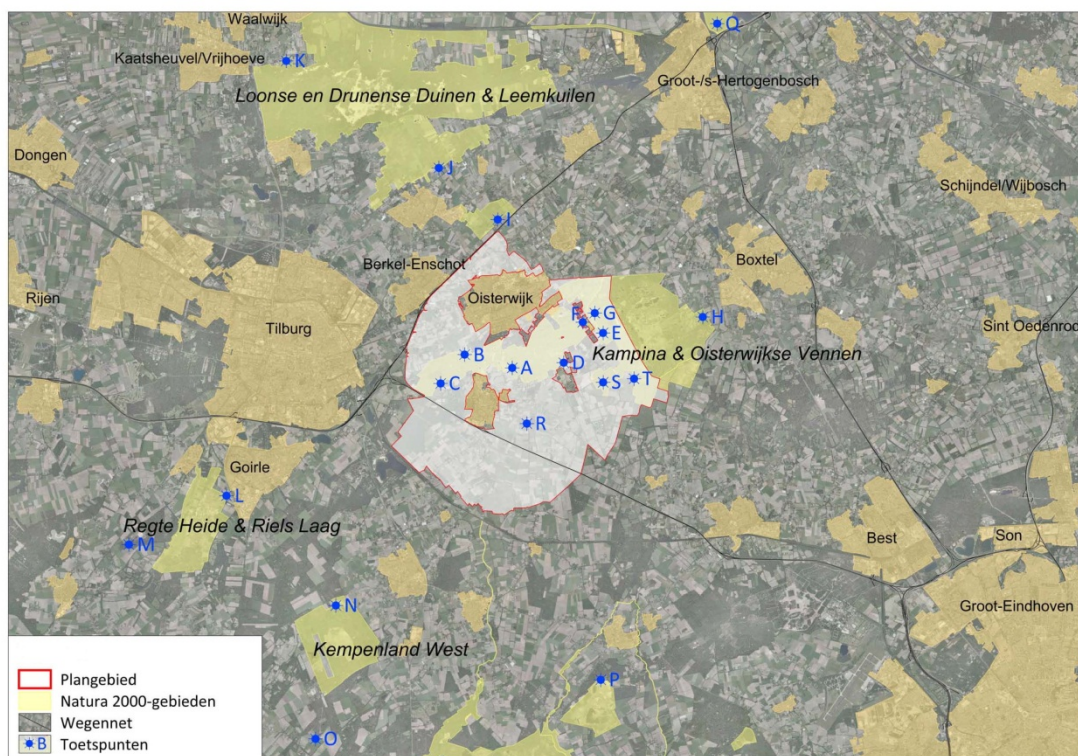 Waalwijk
Q
Kaatsheuvel/Vrijhoeve
K
Groot-/s-Hertogenbosch
Loonse en Drunense Duinen & Leemkuilen
Dongen
J
Schijndel/Wijbosch
I
Berkel-Enschot
Boxtel
Oisterwijk
Rijen
Tilburg
F
G
H
E
Sint Oedenrod
B
Kampina & Oisterwijkse Vennen
A
D
C
S
T
R
Goirle
L
Regte Heide & Riels Laag
Best
Son
M
N
Groot-Eindhoven
Kempenland West
P
O
Plangebied
Natura 2000-gebieden
Wegennet
B Toetspunten